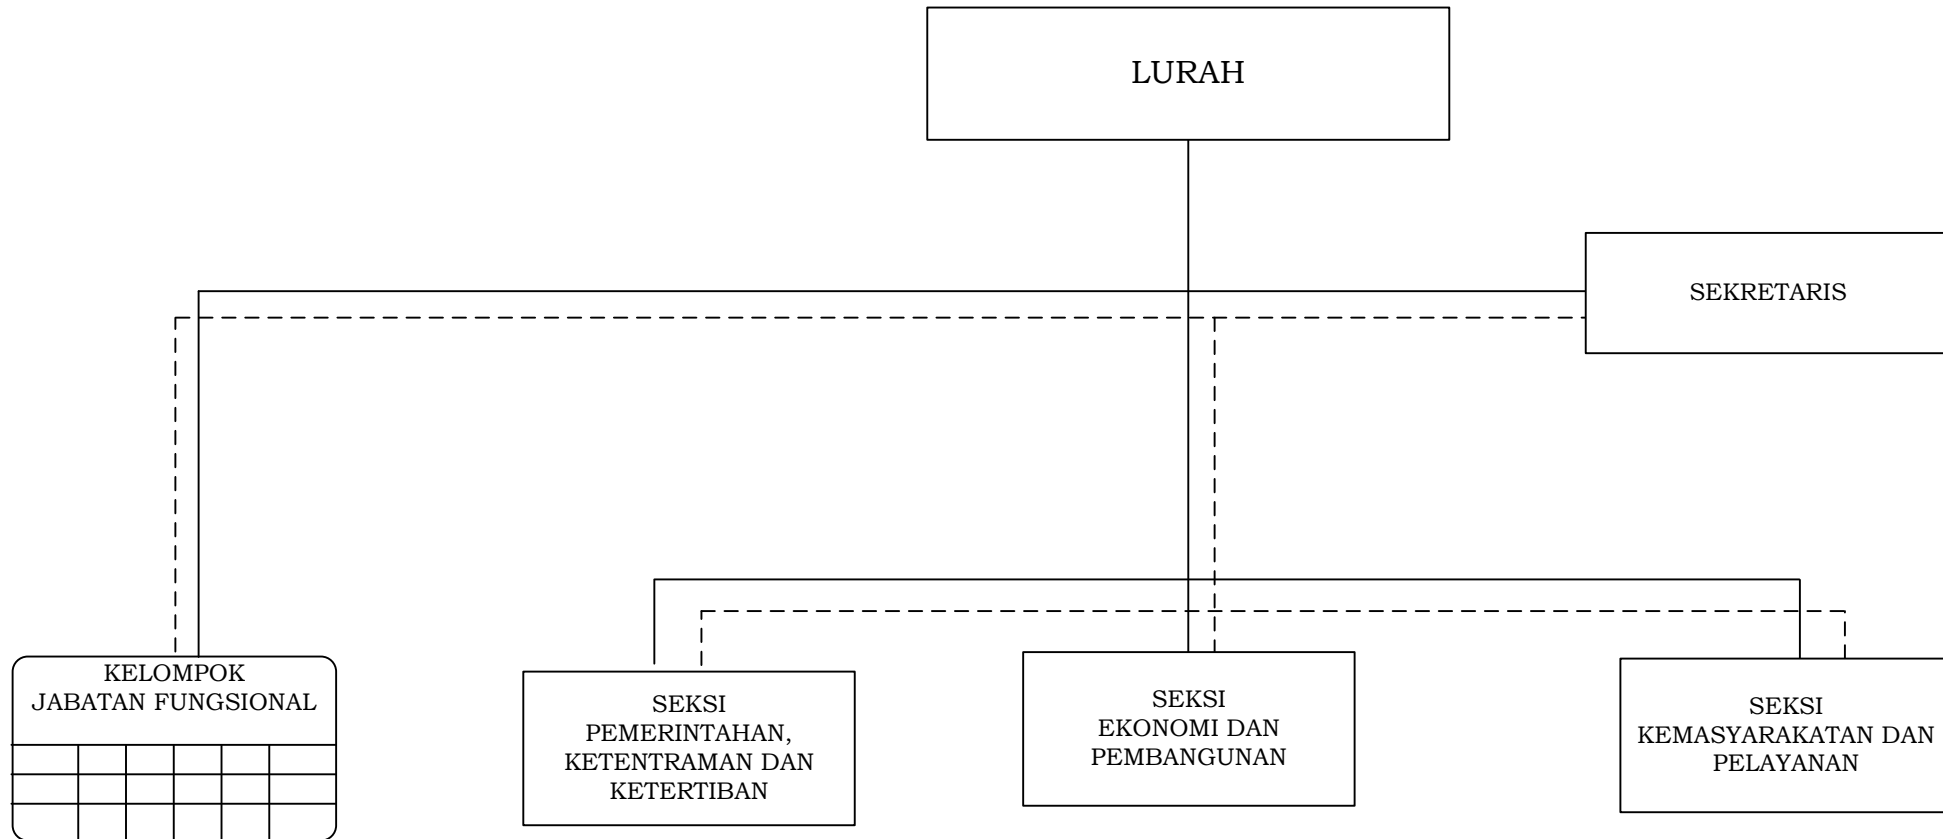 LURAH
SEKRETARIS
KELOMPOK
JABATAN FUNGSIONAL
SEKSI
PEMERINTAHAN,
KETENTRAMAN DAN
KETERTIBAN
SEKSI
EKONOMI DAN
PEMBANGUNAN
SEKSI
KEMASYARAKATAN DAN
PELAYANAN